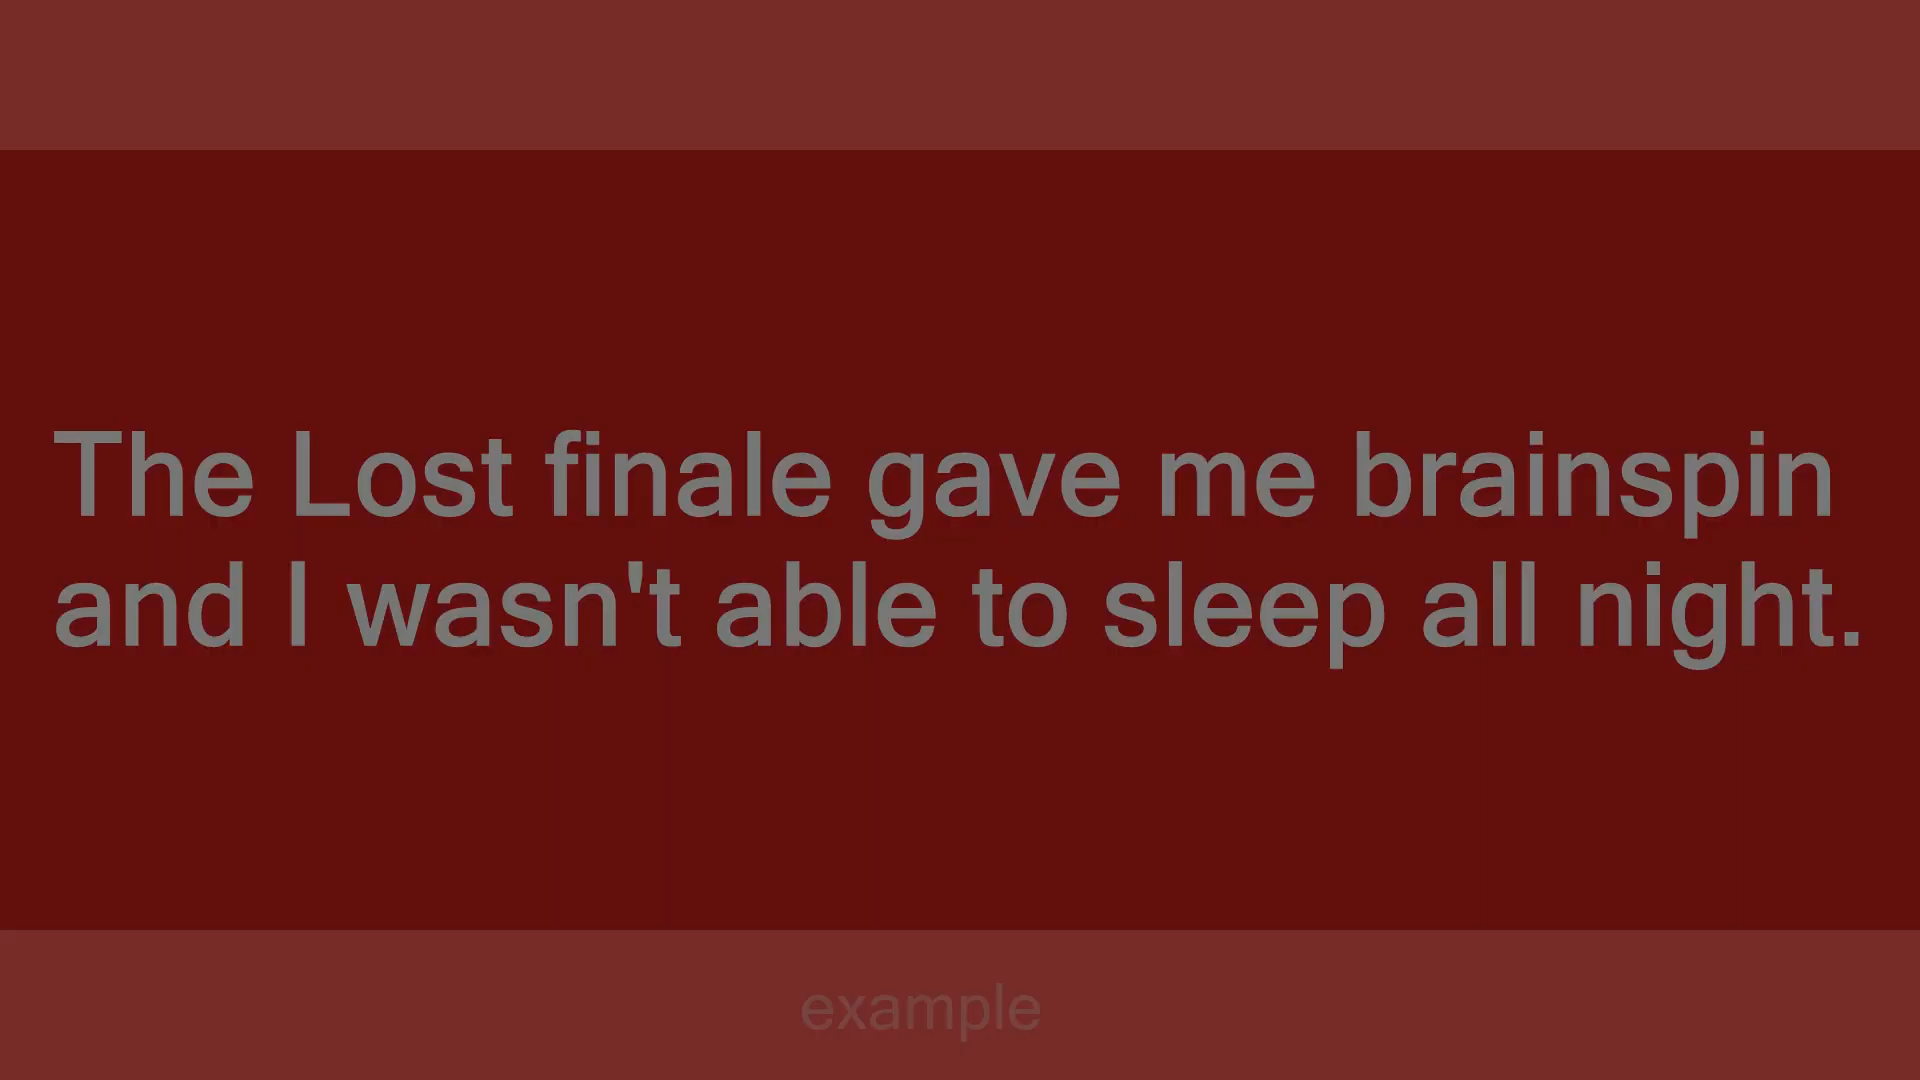 The Lost finale gave me brainspin
and I wasn't able to sleep all night.
example